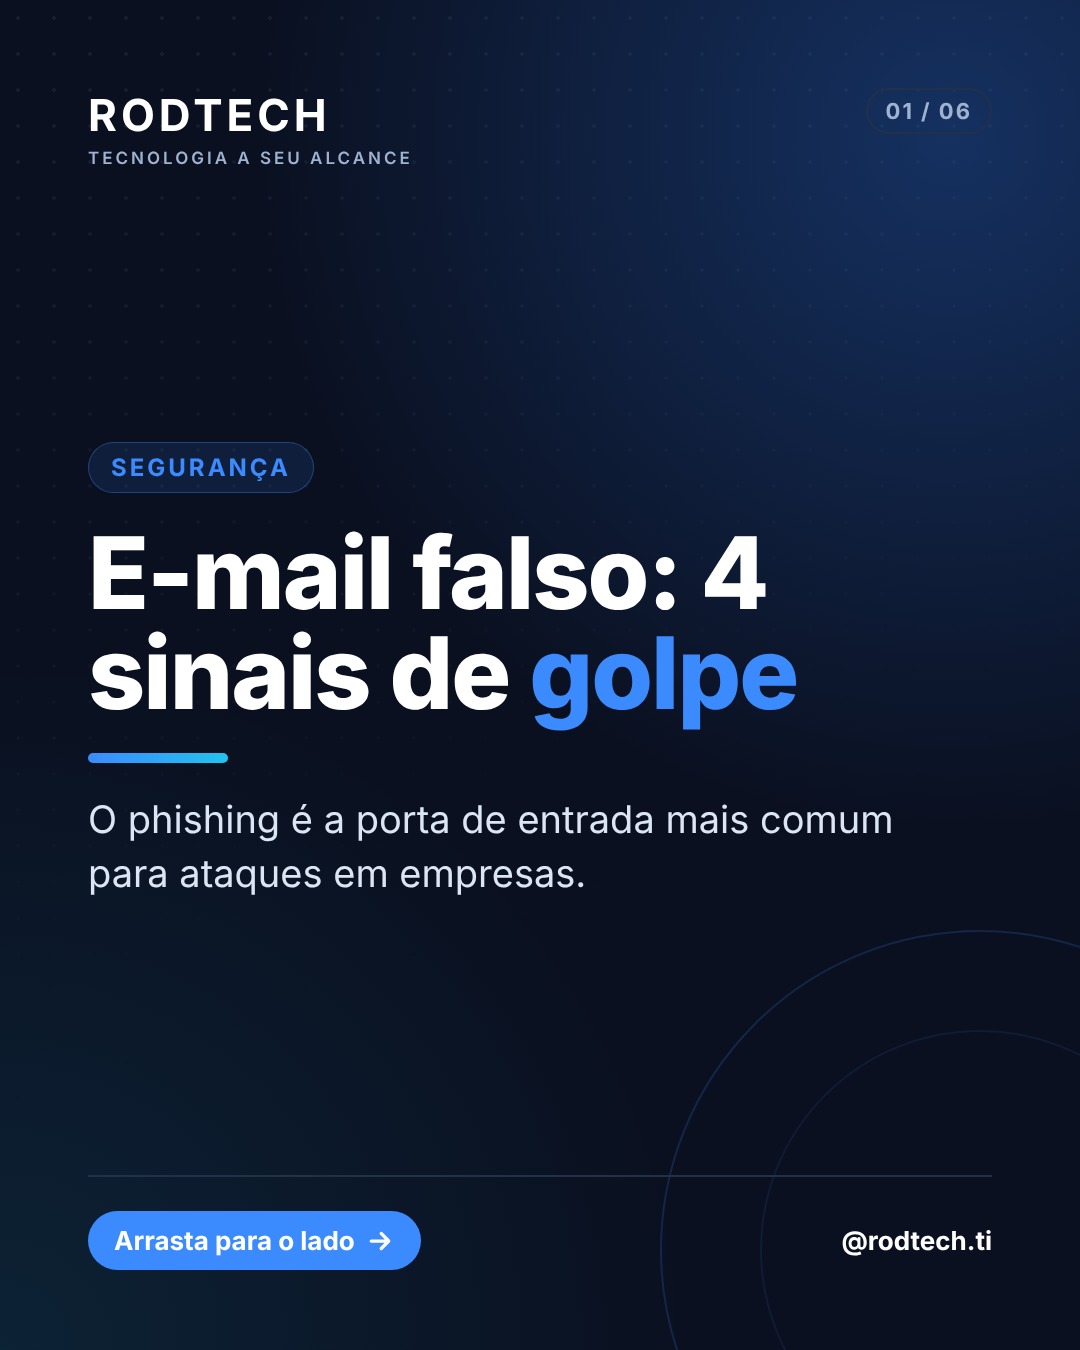 RODTECH
TECNOLOGIA A SEU ALCANCE
01 / 06
SEGURANÇA
E-mail falso: 4
sinais de golpe
O phishing é a porta de entrada mais comum
para ataques em empresas.
Arrasta para o lado →
@rodtech.ti